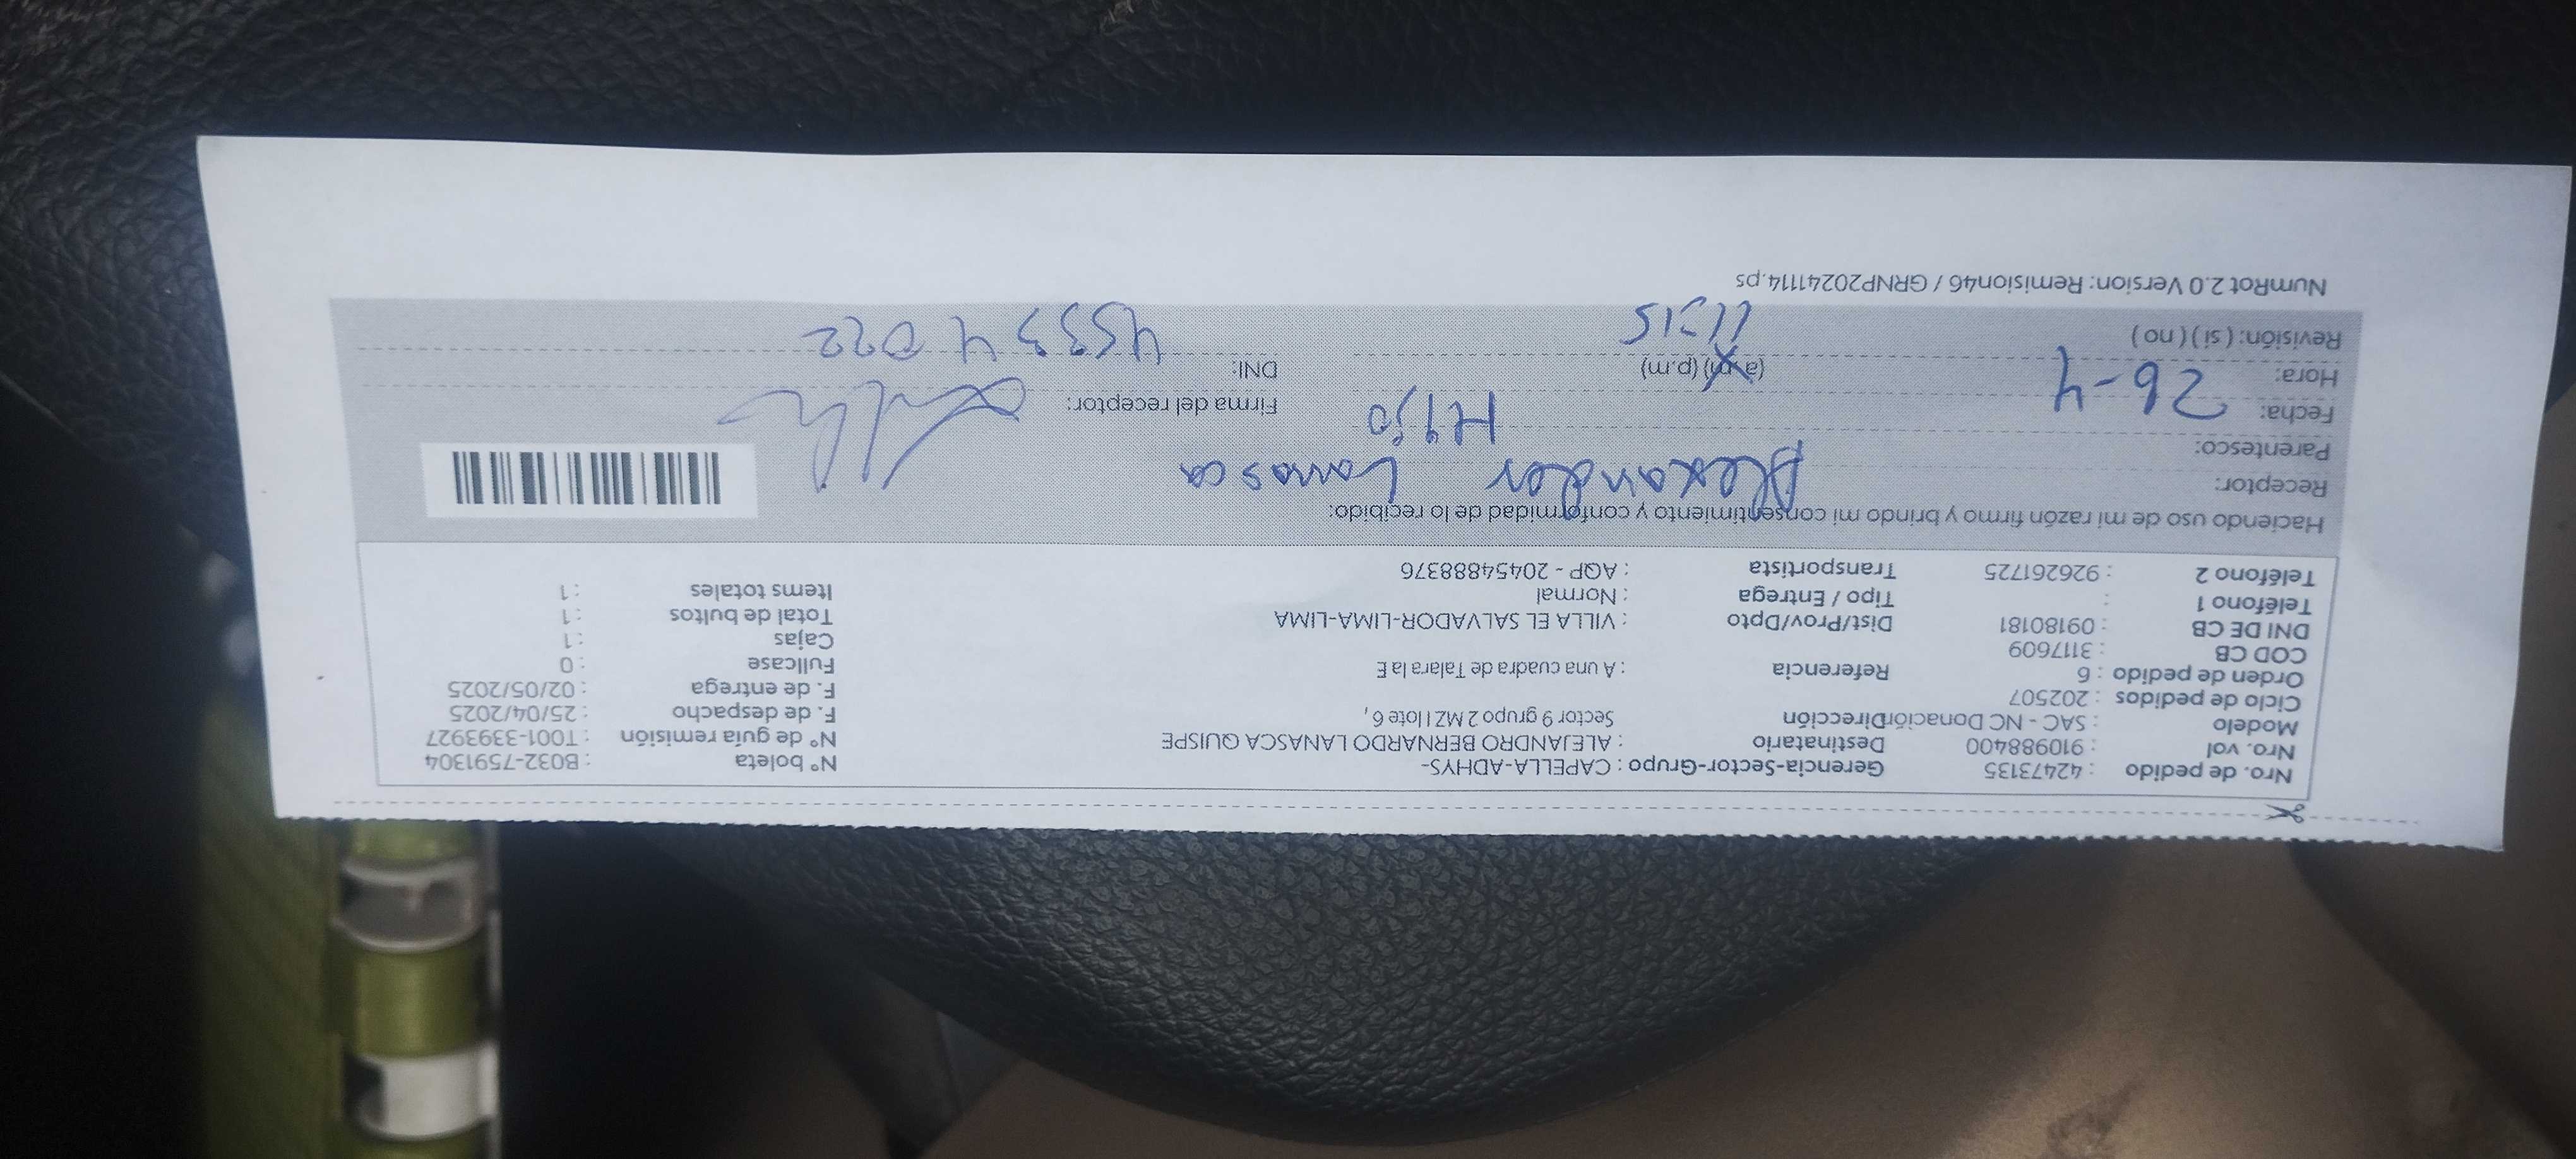 Nro. de pedido : 42473135 Gerencia-Sector-Grupo : CAPELLA-ADHYS- N° boleta : B032-7591304
Nro. vol : 910988400 Destinatario : ALEJANDRO BERNARDO LANASCA QUISPE N° de guía remisión : T001-3393927
Modelo : SAC - NC Donación Dirección Sector 9 grupo 2 MZ I lote 6, F. de despacho : 25/04/2025
Ciclo de pedidos : 202507 F. de entrega : 02/05/2025
Orden de pedido : 6 Referencia : A una cuadra de Talara la E Fullcase : 0
COD CB : 3117609 Cajas : 1
DNI DE CB : 09180181 Dist/Prov/Dpto : VILLA EL SALVADOR-LIMA-LIMA Total de bultos : 1
Teléfono 1 : Tipo / Entrega : Normal Items totales : 1
Teléfono 2 : 926261725 Transportista : AQP - 20454888376
Haciendo uso de mi razón firmo y brindo mi consentimiento y conformidad de lo recibido:
Receptor: Alexander Lanasca
Parentesco: Hijo
Fecha: 26-4 Firma del receptor:
Hora: 11:15 (a.m) (p.m) DNI: 45334022
Revisión: ( si ) ( no )
NumRot 2.0 Version: Remision46 / GRNP20241114.ps